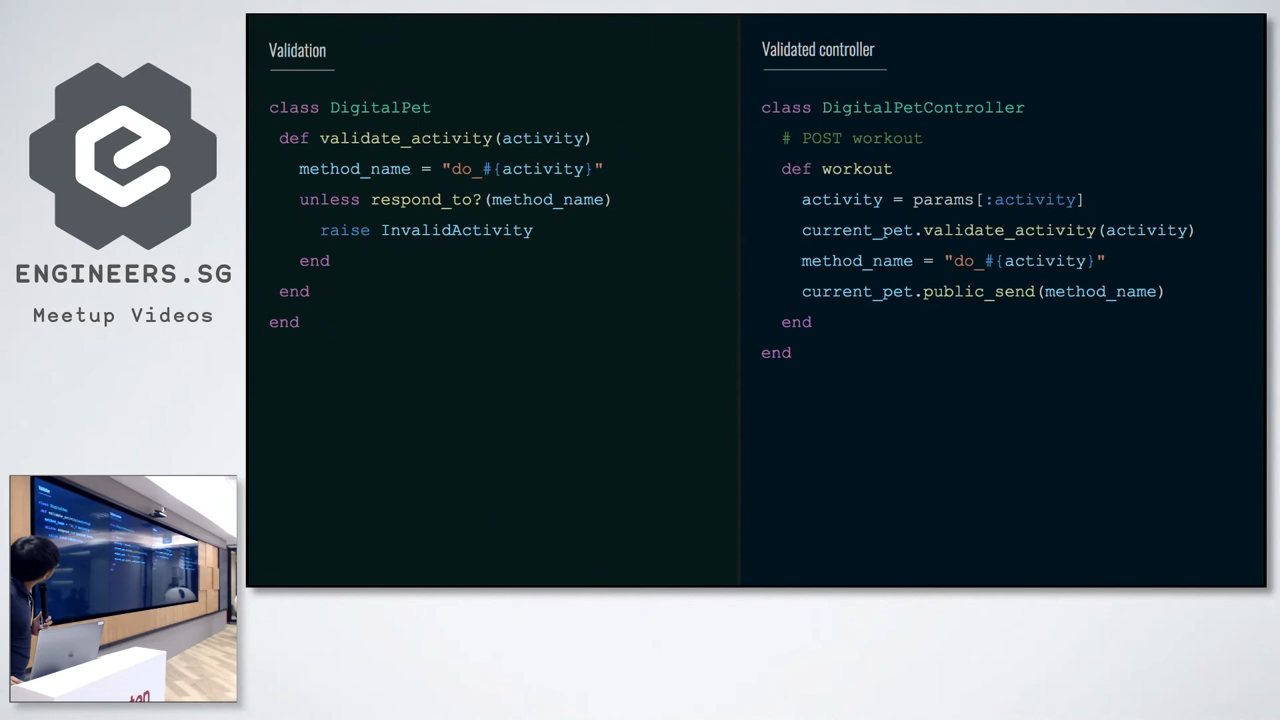 ENGINEERS.SG
Meetup Videos
Validation
class DigitalPet
def validate_activity(activity)
method_name = "do_#{activity}"
unless respond_to?(method_name)
raise InvalidActivity
end
end
end
Validated controller
class DigitalPetController
# POST workout
def workout
activity = params[:activity]
current_pet.validate_activity(activity)
method_name = "do_#{activity}"
current_pet.public_send(method_name)
end
end